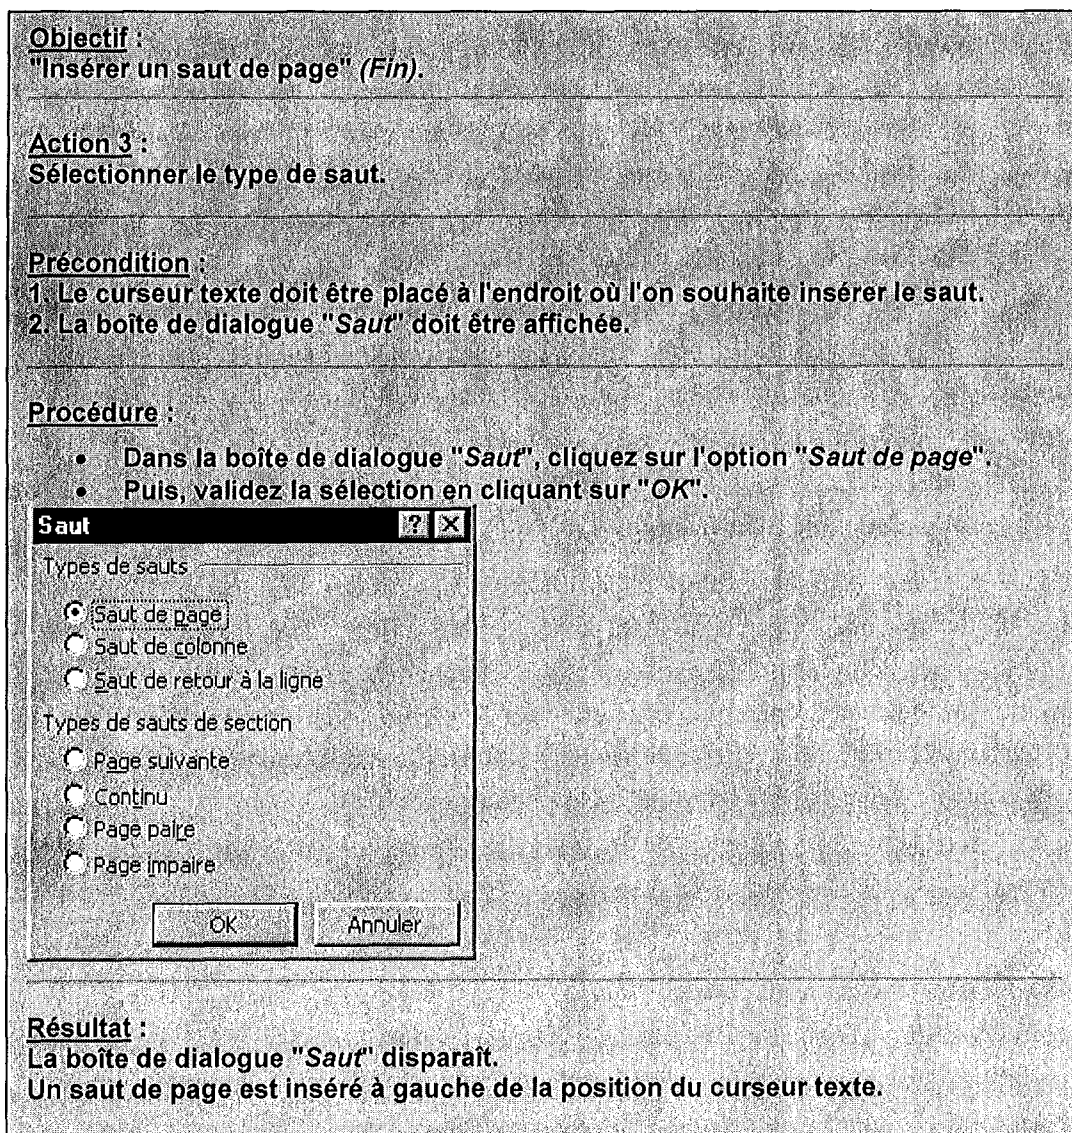 Objectif :
"Insérer un saut de page" (Fin).
Action 3 :
Sélectionner le type de saut.
Précondition :
1. Le curseur texte doit être placé à l'endroit où l'on souhaite insérer le saut.
2. La boîte de dialogue "Saut" doit être affichée.
Procédure :
• Dans la boîte de dialogue "Saut", cliquez sur l'option "Saut de page".
• Puis, validez la sélection en cliquant sur "OK".
Saut ? X
Types de sauts
Saut de page
Saut de colonne
Saut de retour à la ligne
Types de sauts de section
Page suivante
Continu
Page paire
Page impaire
OK Annuler
Résultat :
La boîte de dialogue "Saut" disparaît.
Un saut de page est inséré à gauche de la position du curseur texte.